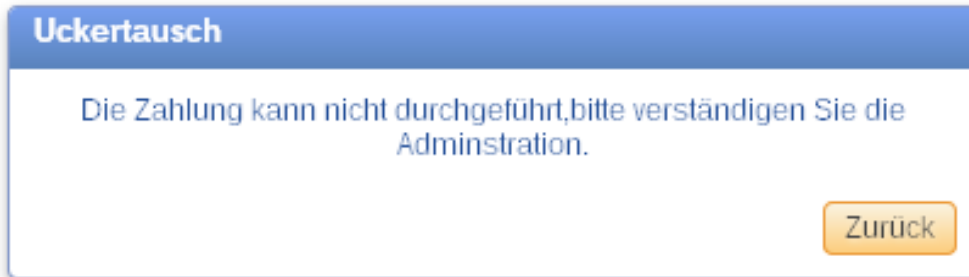 Uckertausch
Die Zahlung kann nicht durchgeführt,bitte verständigen Sie die
Adminstration.
Zurück